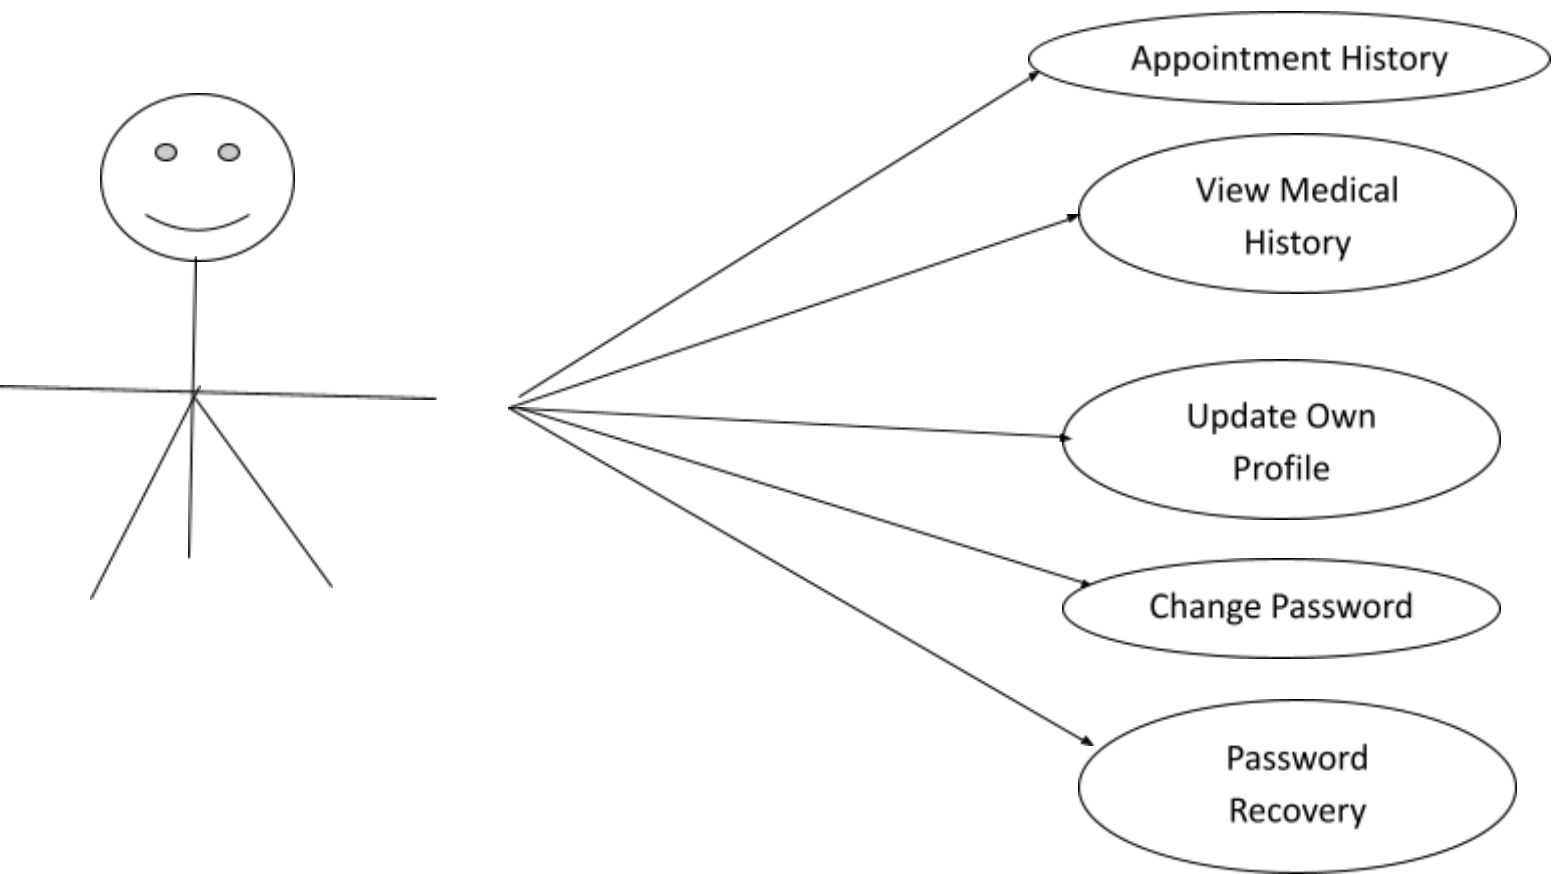 Appointment History
View Medical
History
Update Own
Profile
Change Password
Password
Recovery